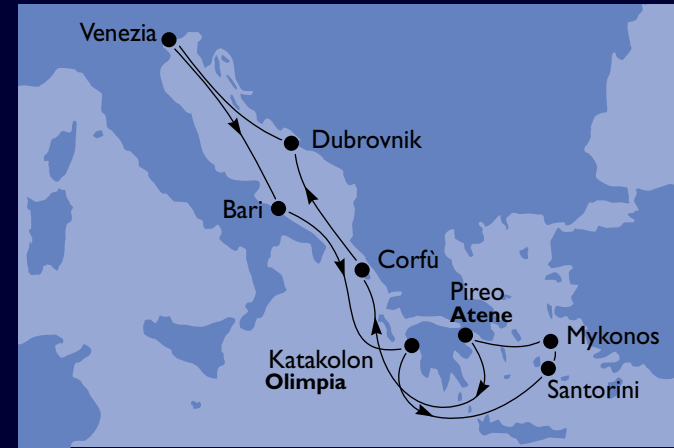 Venezia
Dubrovnik
Bari
Corfù
Pireo
Atene
Mykonos
Katakolon
Olimpia
Santorini